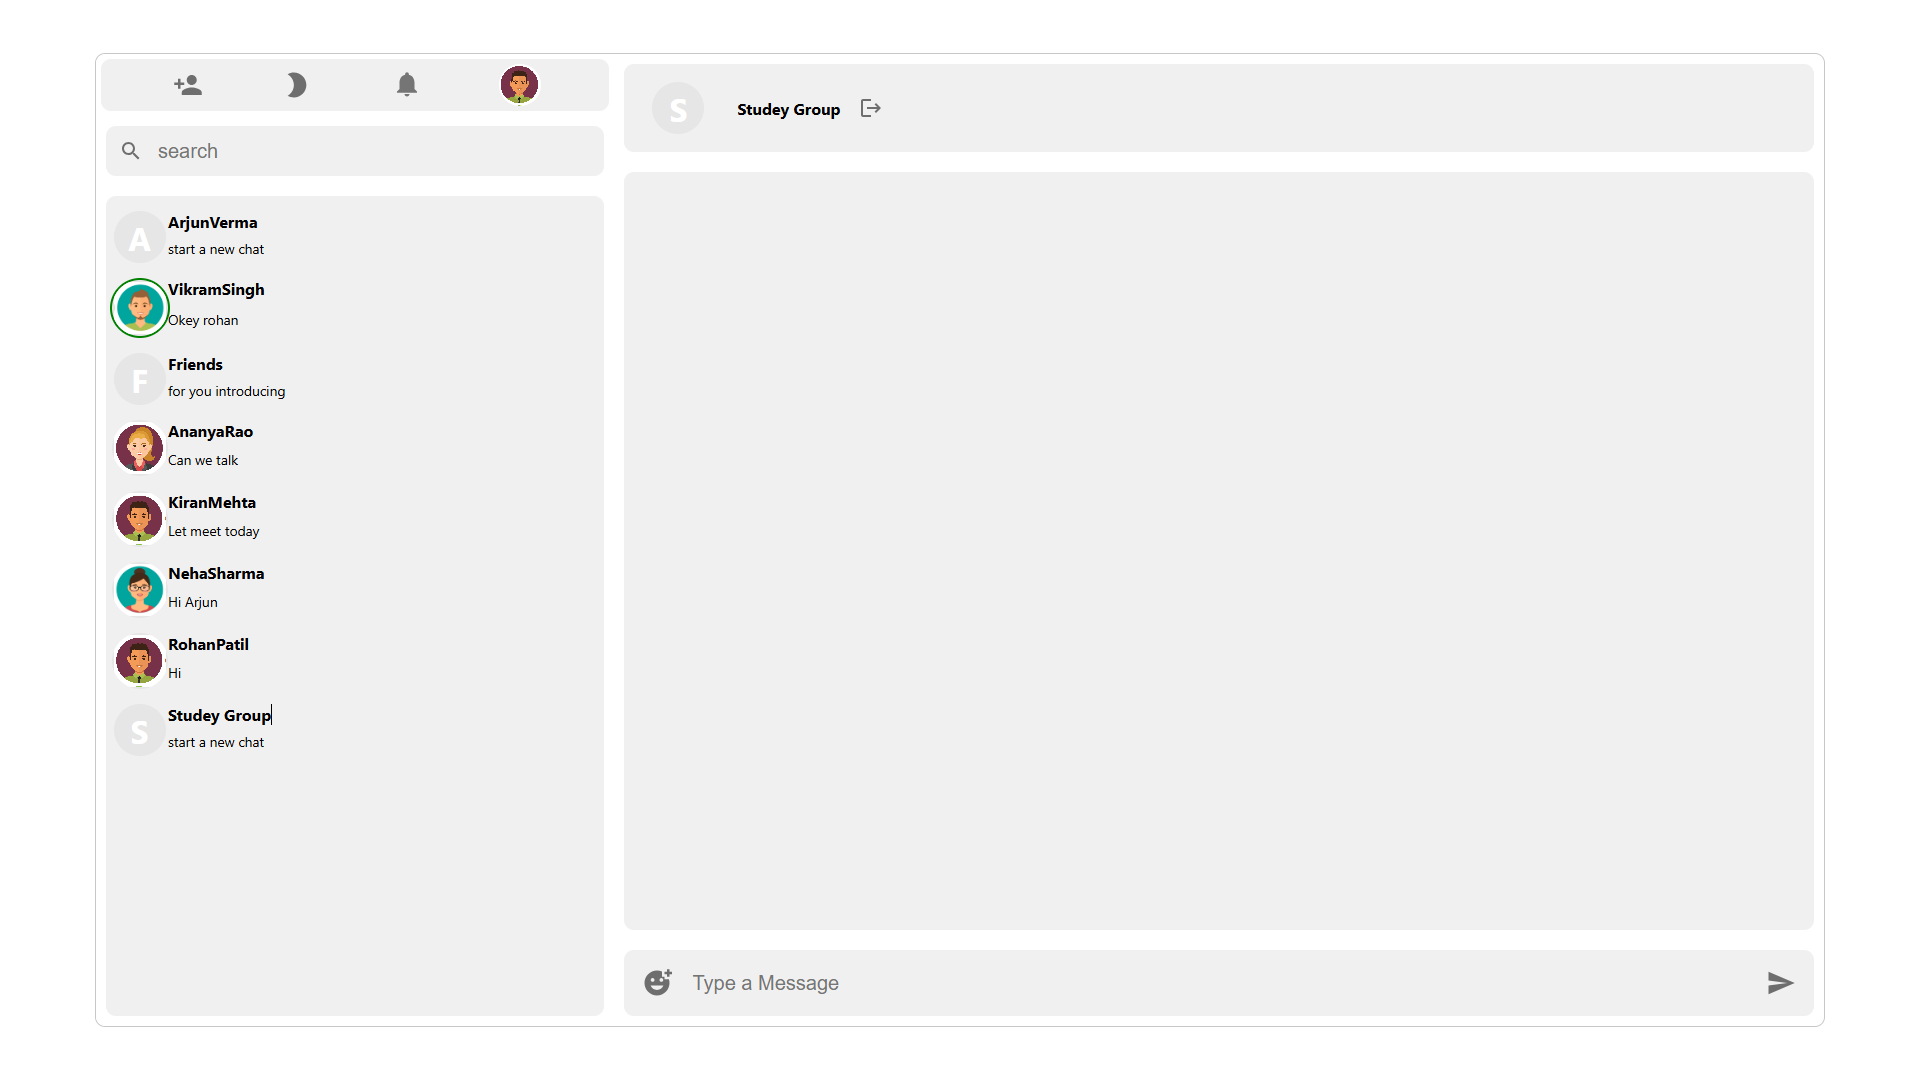 search
A
ArjunVerma
start a new chat
VikramSingh
Okey rohan
F
Friends
for you introducing
AnanyaRao
Can we talk
KiranMehta
Let meet today
NehaSharma
Hi Arjun
RohanPatil
Hi
S
Studey Group
start a new chat
S
Studey Group
Type a Message